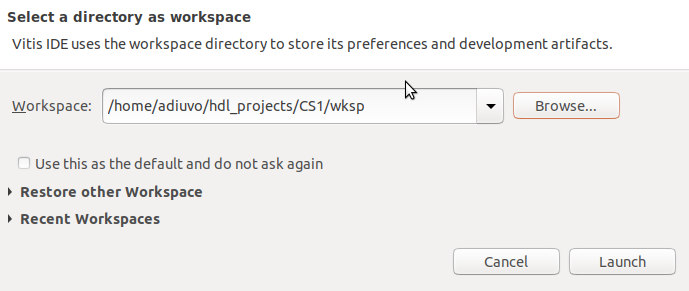 Select a directory as workspace
Vitis IDE uses the workspace directory to store its preferences and development artifacts.
Workspace: /home/adiuvo/hdl_projects/CS1/wksp Browse...
Use this as the default and do not ask again
Restore other Workspace
Recent Workspaces
Cancel Launch